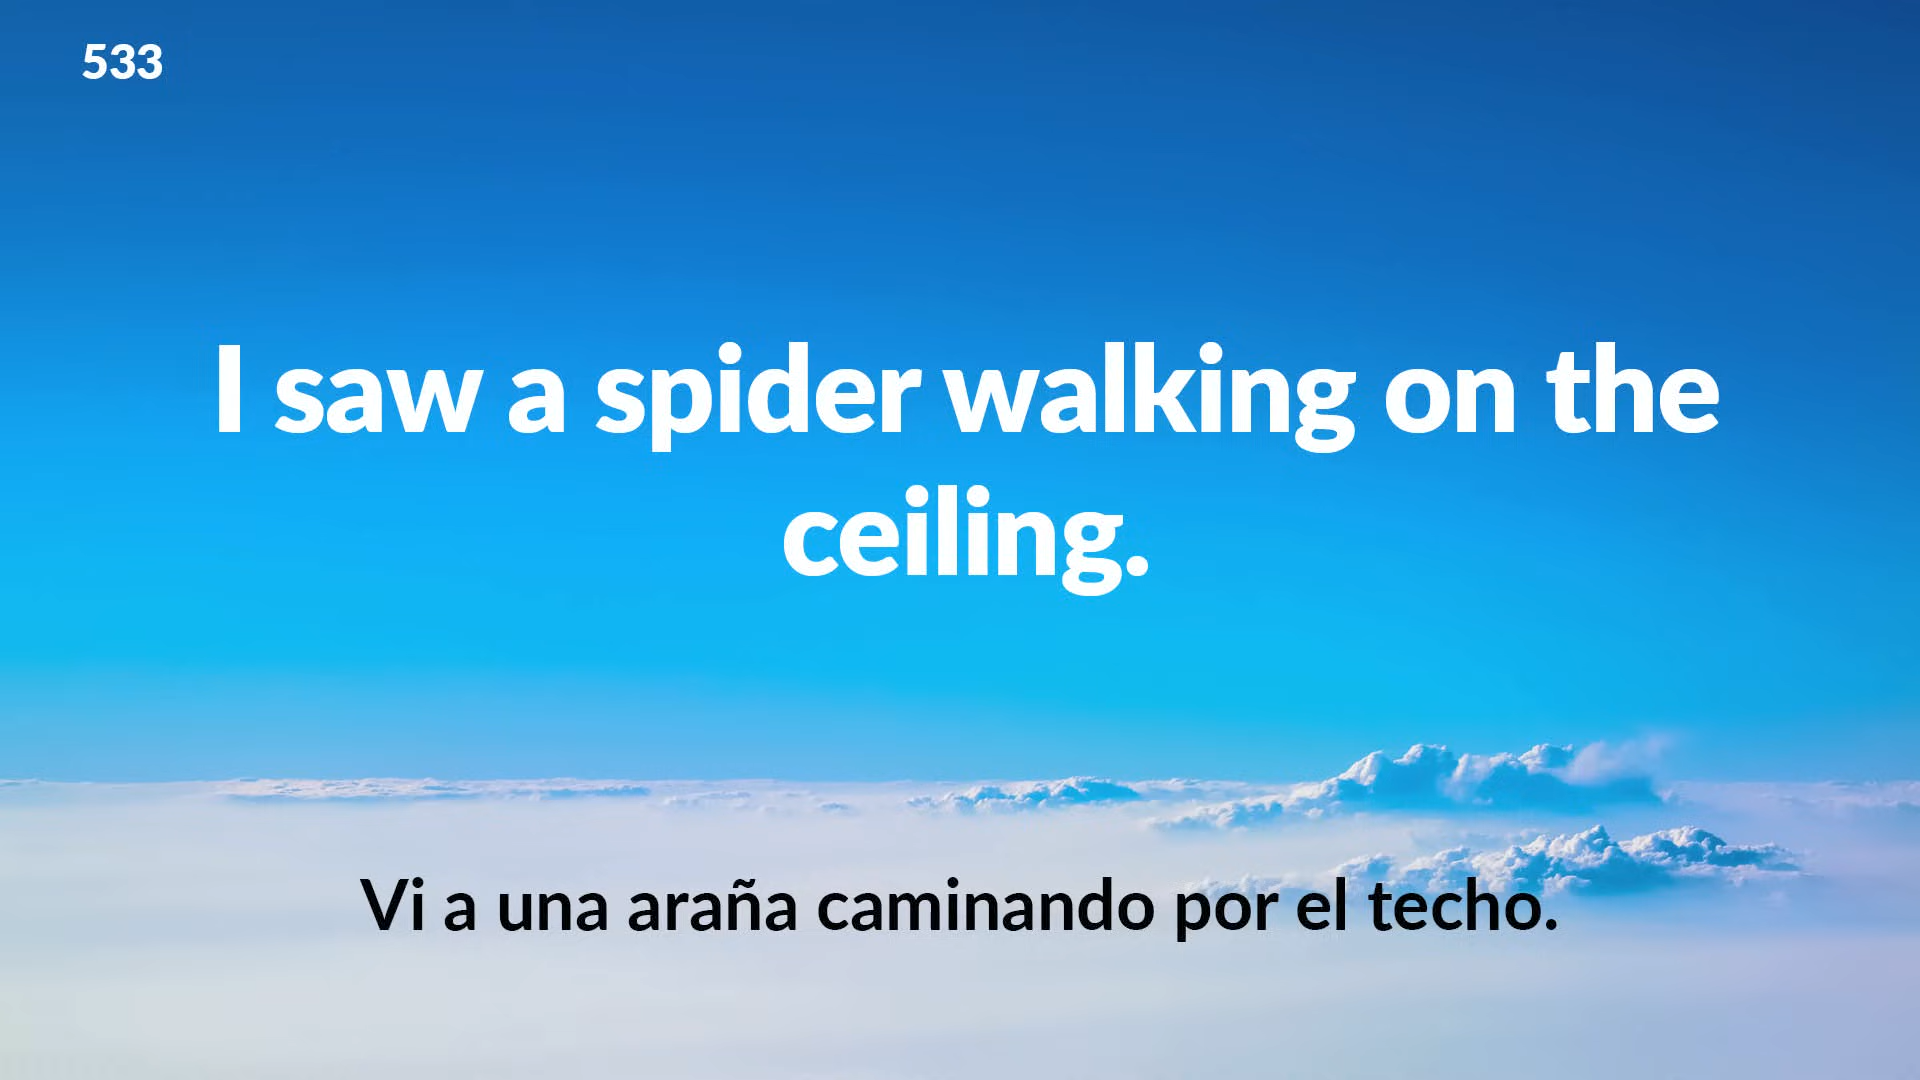 533
I saw a spider walking on the
ceiling.
Vi a una araña caminando por el techo.